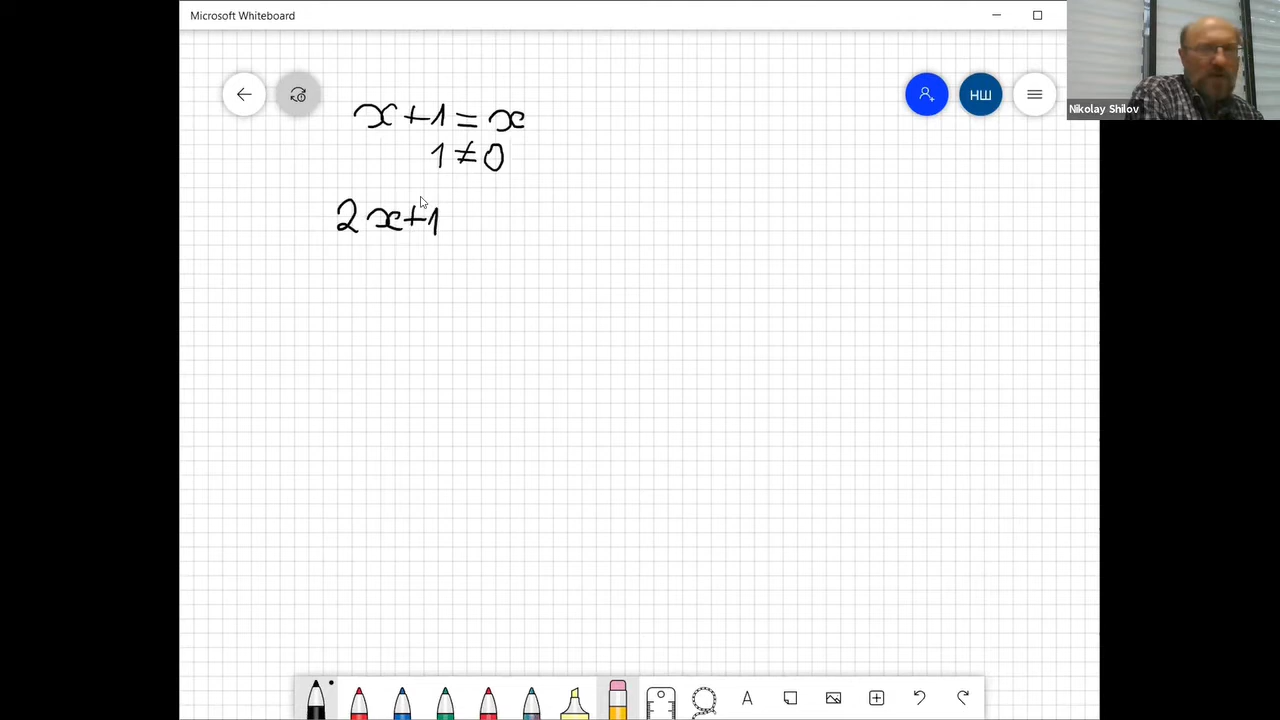 Microsoft Whiteboard
НШ
Nikolay Shilov
x+1=x
1≠0
2x+1
A